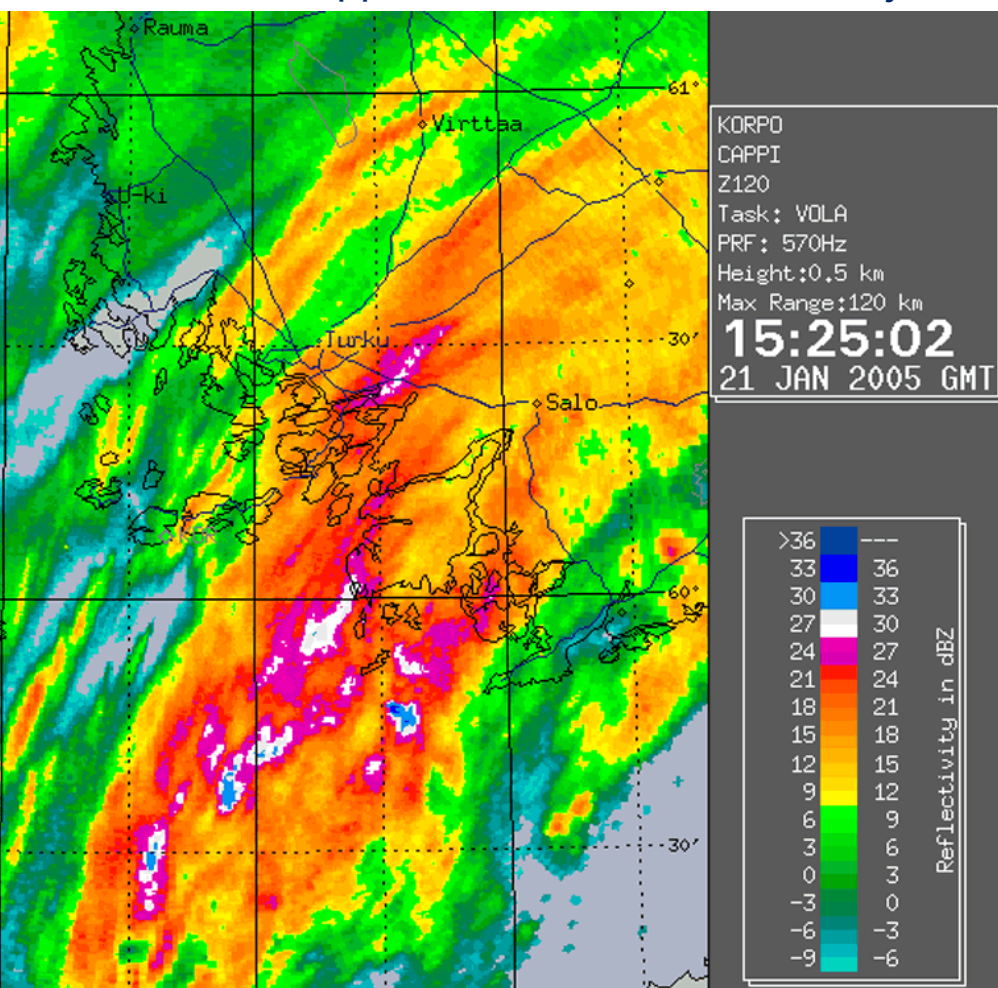 Rauma
61°
Virttaa
U-ki
Turku
30'
Salo
60°
30'
KORPO
CAPPI
Z120
Task: VOLA
PRF: 570Hz
Height:0.5 km
Max Range:120 km
15:25:02
21 JAN 2005 GMT
>36 ---
33 36
30 33
27 30
24 27
21 24
18 21
15 18
12 15
9 12
6 9
3 6
0 3
-3 0
-6 -3
-9 -6
Reflectivity in dBZ